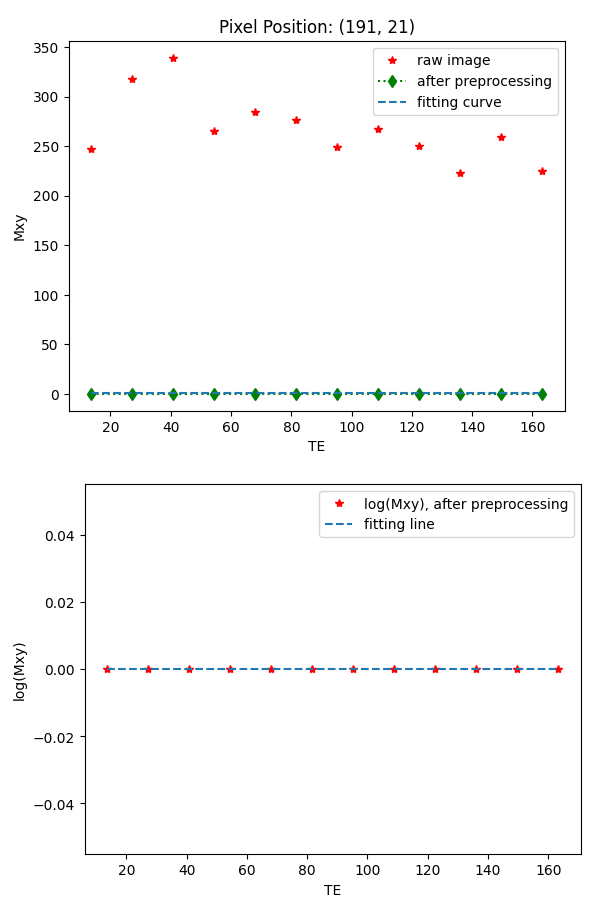 Pixel Position: (191, 21)
350
300
250
200
150
100
50
0
Mxy
raw image
after preprocessing
fitting curve
20 40 60 80 100 120 140 160
TE
0.04
0.02
0.00
−0.02
−0.04
log(Mxy)
log(Mxy), after preprocessing
fitting line
20 40 60 80 100 120 140 160
TE